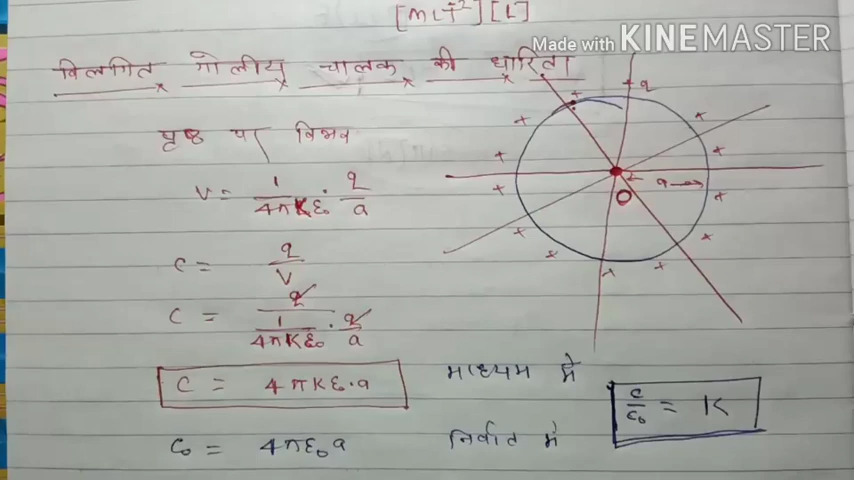 [MLT⁻²][L]
Made with KINEMASTER
विलगित गोलीय चालक की धारिता
पृष्ठ पर विभव
V = 1/4πKε₀ · q/a
C = q/V
C = q / (1/4πKε₀ · q/a)
C = 4πKε₀·a माध्यम में
C₀ = 4πε₀a निर्वात में
C/C₀ = K
+ q
a →
O